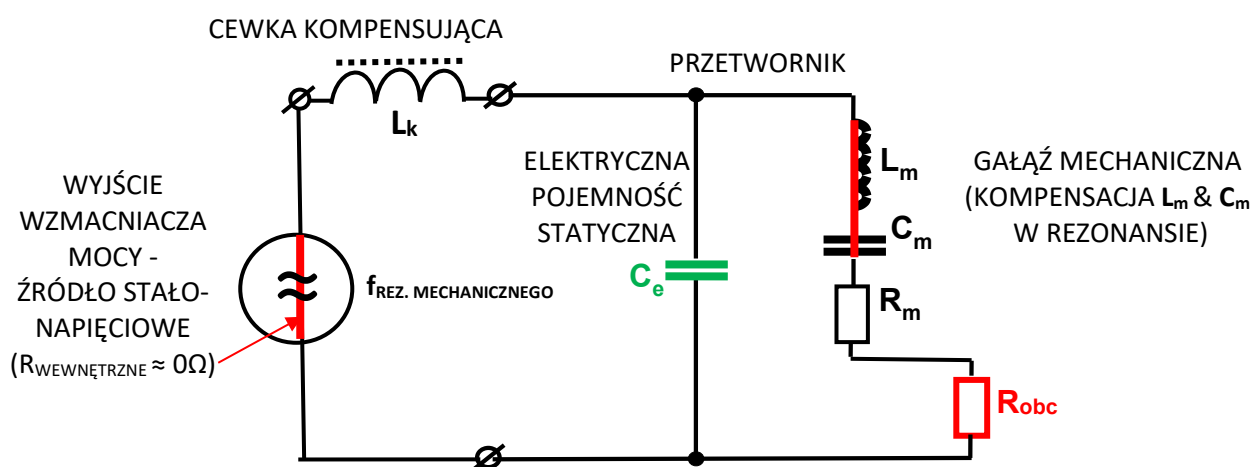 CEWKA KOMPENSUJĄCA
Lk
PRZETWORNIK
WYJŚCIE
WZMACNIACZA
MOCY -
ŹRÓDŁO STAŁO-
NAPIĘCIOWE
(RWEWNĘTRZNE ≈ 0Ω)
fREZ. MECHANICZNEGO
ELEKTRYCZNA
POJEMNOŚĆ
STATYCZNA
Ce
Lm
Cm
Rm
Robc
GAŁĄŹ MECHANICZNA
(KOMPENSACJA Lm & Cm
W REZONANSIE)